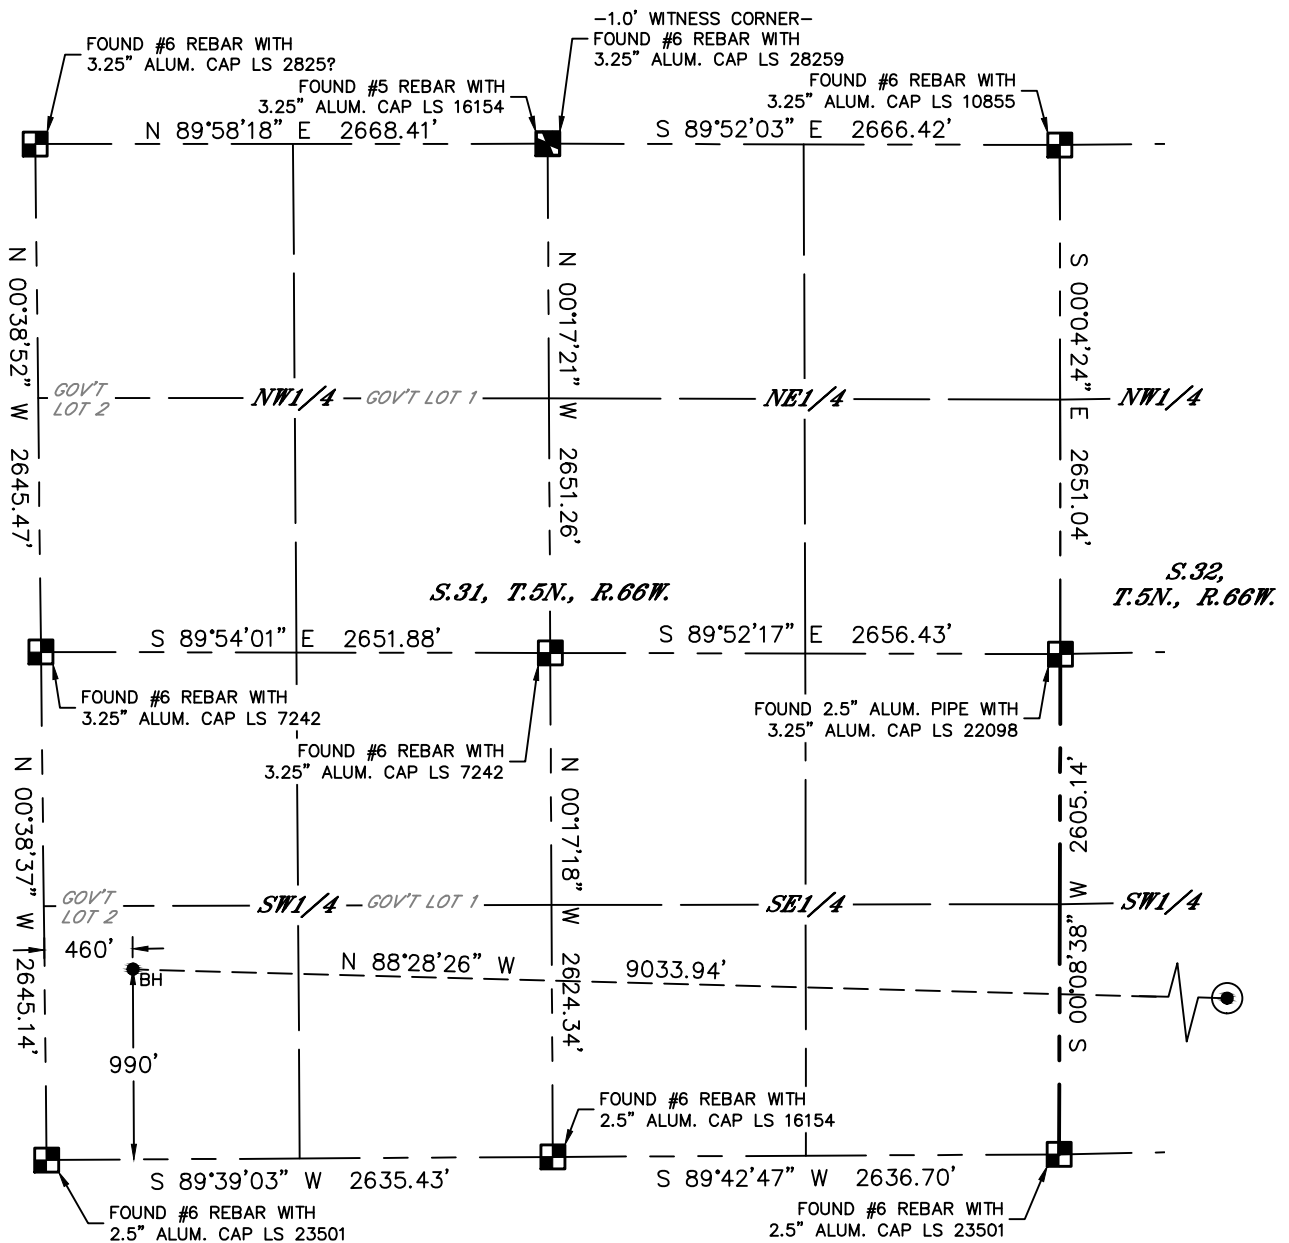 -1.0' WITNESS CORNER-
FOUND #6 REBAR WITH
3.25" ALUM. CAP LS 28259
FOUND #6 REBAR WITH
3.25" ALUM. CAP LS 2825?
FOUND #5 REBAR WITH
3.25" ALUM. CAP LS 16154
FOUND #6 REBAR WITH
3.25" ALUM. CAP LS 10855
N 89°58'18" E 2668.41'
S 89°52'03" E 2666.42'
N 00°38'52" W 2645.47'
N 00°17'21" W 2651.26'
S 00°04'24" E 2651.04'
GOV'T
LOT 2
NW1/4
GOV'T LOT 1
NE1/4
NW1/4
S.31, T.5N., R.66W.
S.32,
T.5N., R.66W.
S 89°54'01" E 2651.88'
S 89°52'17" E 2656.43'
FOUND #6 REBAR WITH
3.25" ALUM. CAP LS 7242
FOUND #6 REBAR WITH
3.25" ALUM. CAP LS 7242
FOUND 2.5" ALUM. PIPE WITH
3.25" ALUM. CAP LS 22098
N 00°38'37" W 2645.14'
N 00°17'18" W 2624.34'
S 00°08'38" W 2605.14'
GOV'T
LOT 2
SW1/4
GOV'T LOT 1
SE1/4
SW1/4
460'
BH
N 88°28'26" W 9033.94'
990'
FOUND #6 REBAR WITH
2.5" ALUM. CAP LS 16154
S 89°39'03" W 2635.43'
S 89°42'47" W 2636.70'
FOUND #6 REBAR WITH
2.5" ALUM. CAP LS 23501
FOUND #6 REBAR WITH
2.5" ALUM. CAP LS 23501